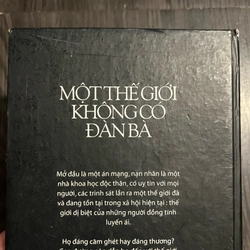 MỘT THẾ GIỚI
KHÔNG CÓ
ĐÀN BÀ
Mở đầu là một án mạng, nạn nhân là một
nhà khoa học độc thân, có uy tín với mọi người,
các trinh sát lần ra một thế giới đã
và đang tồn tại trong xã hội hiện tại : thế
giới dị biệt của những người đồng tính
luyến ái.
Họ đáng căm ghét hay đáng thương?